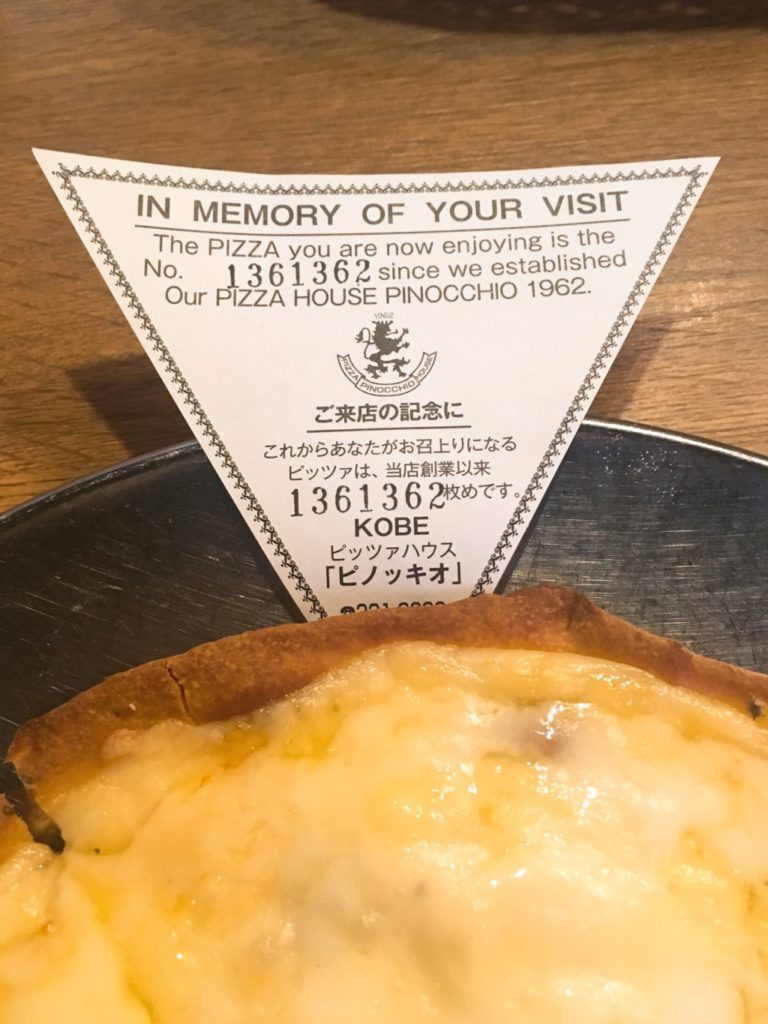 IN MEMORY OF YOUR VISIT
The PIZZA you are now enjoying is the
No. 1361362 since we established
Our PIZZA HOUSE PINOCCHIO 1962.
1962
PIZZA PINOCCHIO HOUSE
ご来店の記念に
これからあなたがお召上りになる
ピッツァは、当店創業以来
1361362枚めです。
KOBE
ピッツァハウス
「ピノッキオ」